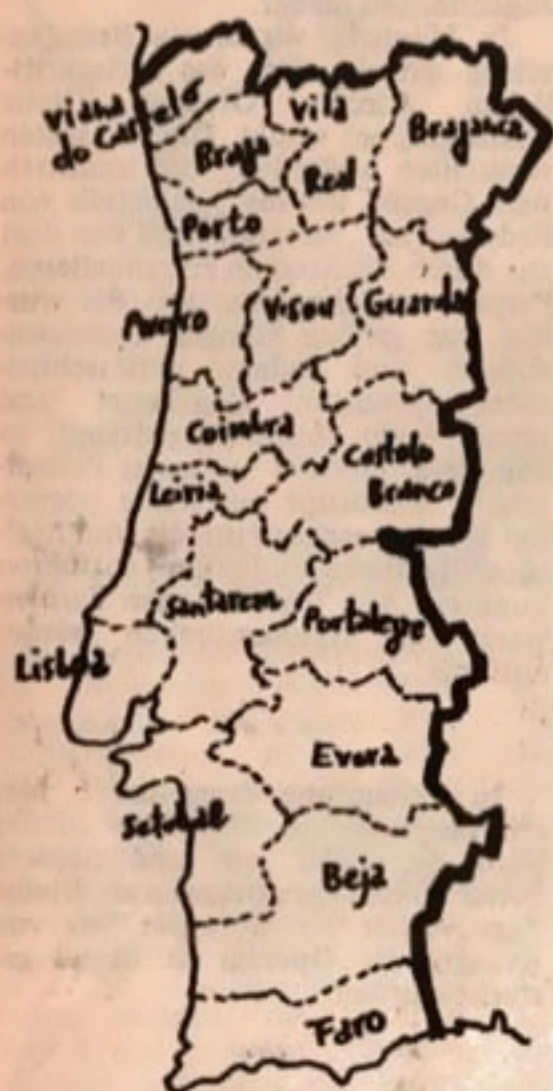 Viana
do Castelo
Braga
Vila
Real
Bragança
Porto
Aveiro
Viseu
Guarda
Coimbra
Castelo
Branco
Leiria
Santarem
Portalegre
Lisboa
Evora
Setubal
Beja
Faro